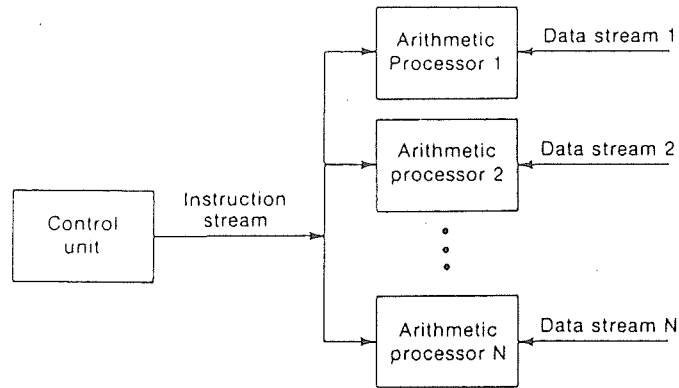 Arithmetic
Processor 1
Data stream 1
Arithmetic
processor 2
Data stream 2
Control
unit
Instruction
stream
Arithmetic
processor N
Data stream N